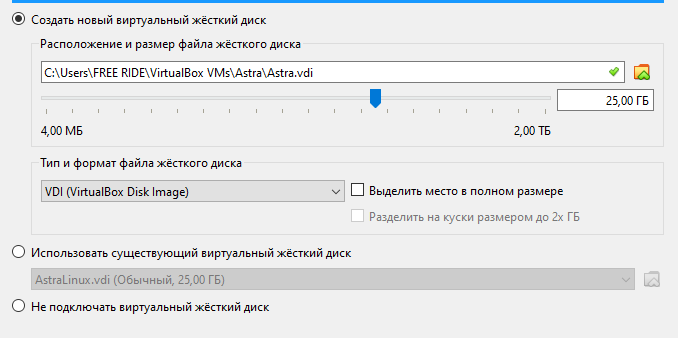 Создать новый виртуальный жёсткий диск
Расположение и размер файла жёсткого диска
C:\Users\FREE RIDE\VirtualBox VMs\Astra\Astra.vdi
25,00 ГБ
4,00 МБ
2,00 ТБ
Тип и формат файла жёсткого диска
VDI (VirtualBox Disk Image)
Выделить место в полном размере
Разделить на куски размером до 2х ГБ
Использовать существующий виртуальный жёсткий диск
AstraLinux.vdi (Обычный, 25,00 ГБ)
Не подключать виртуальный жёсткий диск